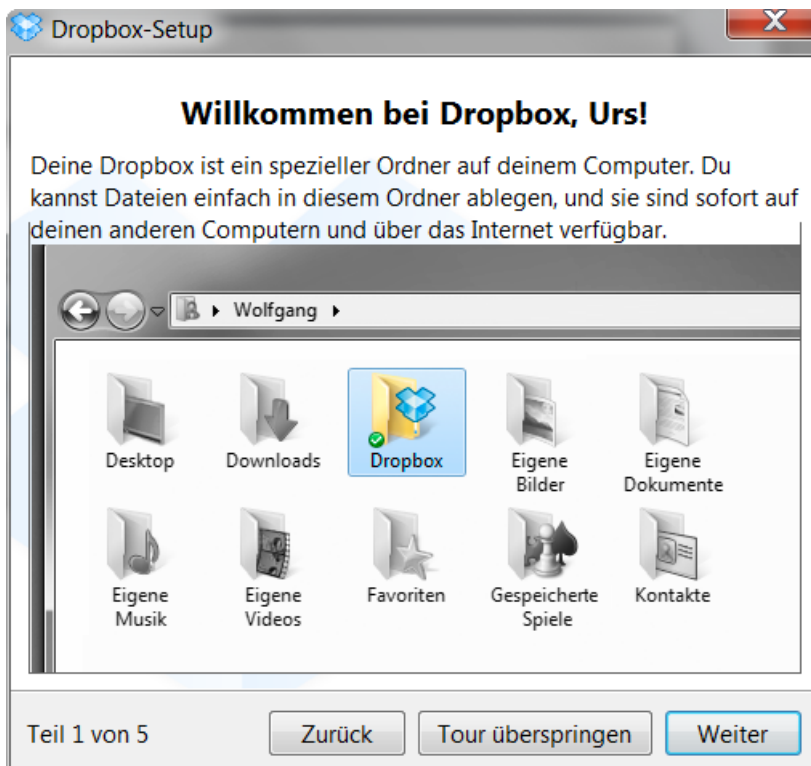 Dropbox-Setup
Willkommen bei Dropbox, Urs!
Deine Dropbox ist ein spezieller Ordner auf deinem Computer. Du
kannst Dateien einfach in diesem Ordner ablegen, und sie sind sofort auf
deinen anderen Computern und über das Internet verfügbar.
Wolfgang
Desktop
Downloads
Dropbox
Eigene
Bilder
Eigene
Dokumente
Eigene
Musik
Eigene
Videos
Favoriten
Gespeicherte
Spiele
Kontakte
Teil 1 von 5
Zurück
Tour überspringen
Weiter